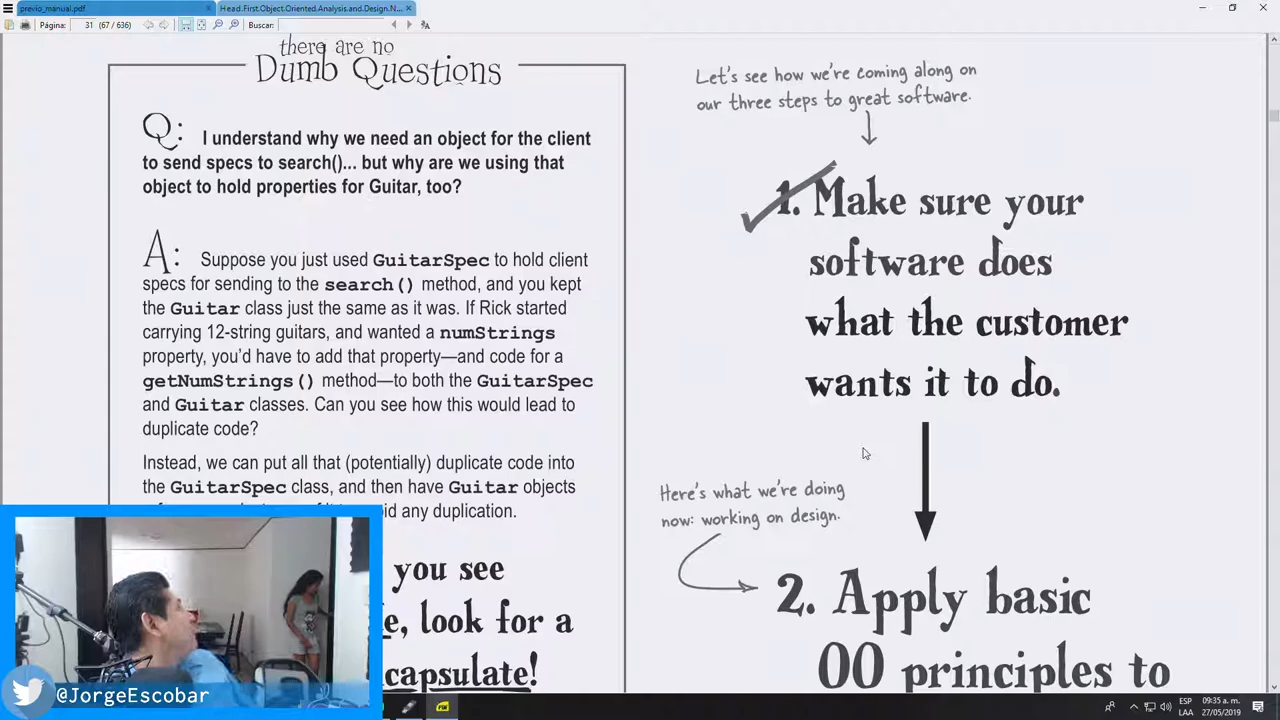 previo_manual.pdf
Head.First.Object.Oriented.Analysis.and.Design.N...
Página: 31 (67 / 636) Buscar:
there are no
Dumb Questions
Q: I understand why we need an object for the client
to send specs to search()... but why are we using that
object to hold properties for Guitar, too?
A: Suppose you just used GuitarSpec to hold client
specs for sending to the search() method, and you kept
the Guitar class just the same as it was. If Rick started
carrying 12-string guitars, and wanted a numStrings
property, you'd have to add that property—and code for a
getNumStrings() method—to both the GuitarSpec
and Guitar classes. Can you see how this would lead to
duplicate code?
Instead, we can put all that (potentially) duplicate code into
the GuitarSpec class, and then have Guitar objects
any duplication.
you see
look for a
capsulate!
Let's see how we're coming along on
our three steps to great software.
1. Make sure your
software does
what the customer
wants it to do.
Here's what we're doing
now: working on design.
2. Apply basic
OO principles to
@JorgeEscobar
ESP
LAA
09:35 a. m.
27/05/2019